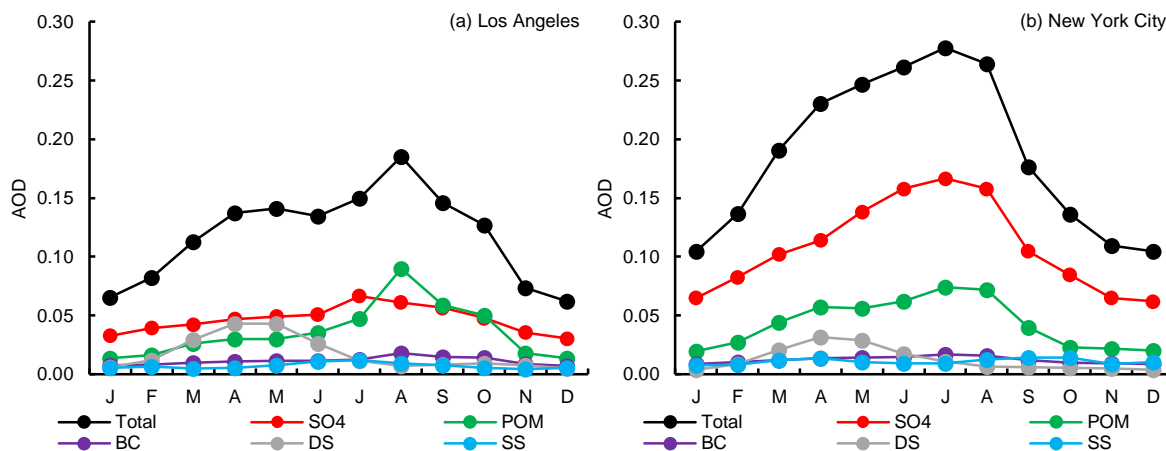 (a) Los Angeles
0.30
0.25
0.20
0.15
0.10
0.05
0.00
AOD
J F M A M J J A S O N D
Total SO4 POM
BC DS SS
(b) New York City
0.30
0.25
0.20
0.15
0.10
0.05
0.00
AOD
J F M A M J J A S O N D
Total SO4 POM
BC DS SS